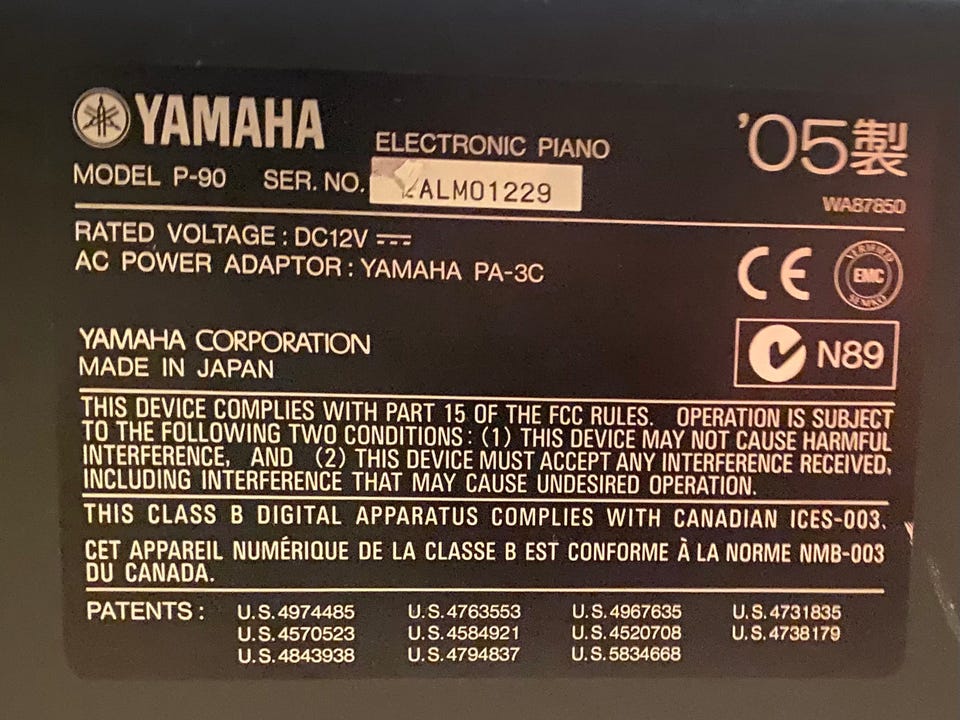 YAMAHA
ELECTRONIC PIANO
'05製
MODEL P-90 SER. NO. ALM01229
WA87850
RATED VOLTAGE : DC12V
AC POWER ADAPTOR : YAMAHA PA-3C
CE
VERIFIED
EMC
SEMKO
YAMAHA CORPORATION
MADE IN JAPAN
N89
THIS DEVICE COMPLIES WITH PART 15 OF THE FCC RULES. OPERATION IS SUBJECT
TO THE FOLLOWING TWO CONDITIONS : (1) THIS DEVICE MAY NOT CAUSE HARMFUL
INTERFERENCE, AND (2) THIS DEVICE MUST ACCEPT ANY INTERFERENCE RECEIVED,
INCLUDING INTERFERENCE THAT MAY CAUSE UNDESIRED OPERATION.
THIS CLASS B DIGITAL APPARATUS COMPLIES WITH CANADIAN ICES-003.
CET APPAREIL NUMÉRIQUE DE LA CLASSE B EST CONFORME À LA NORME NMB-003
DU CANADA.
PATENTS : U.S.4974485 U.S.4763553 U.S.4967635 U.S.4731835
U.S.4570523 U.S.4584921 U.S.4520708 U.S.4738179
U.S.4843938 U.S.4794837 U.S.5834668